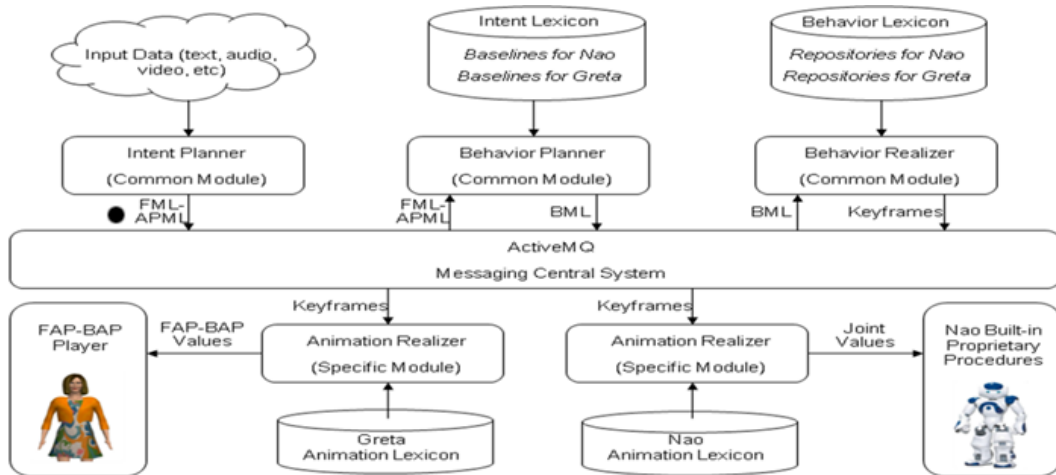 Input Data (text, audio,
video, etc)
Intent Lexicon
Baselines for Nao
Baselines for Greta
Behavior Lexicon
Repositories for Nao
Repositories for Greta
Intent Planner
(Common Module)
Behavior Planner
(Common Module)
Behavior Realizer
(Common Module)
FML-
APML
FML-
APML
BML
BML
Keyframes
ActiveMQ
Messaging Central System
Keyframes
Keyframes
FAP-BAP
Player
FAP-BAP
Values
Animation Realizer
(Specific Module)
Animation Realizer
(Specific Module)
Joint
Values
Nao Built-in
Proprietary
Procedures
Greta
Animation Lexicon
Nao
Animation Lexicon